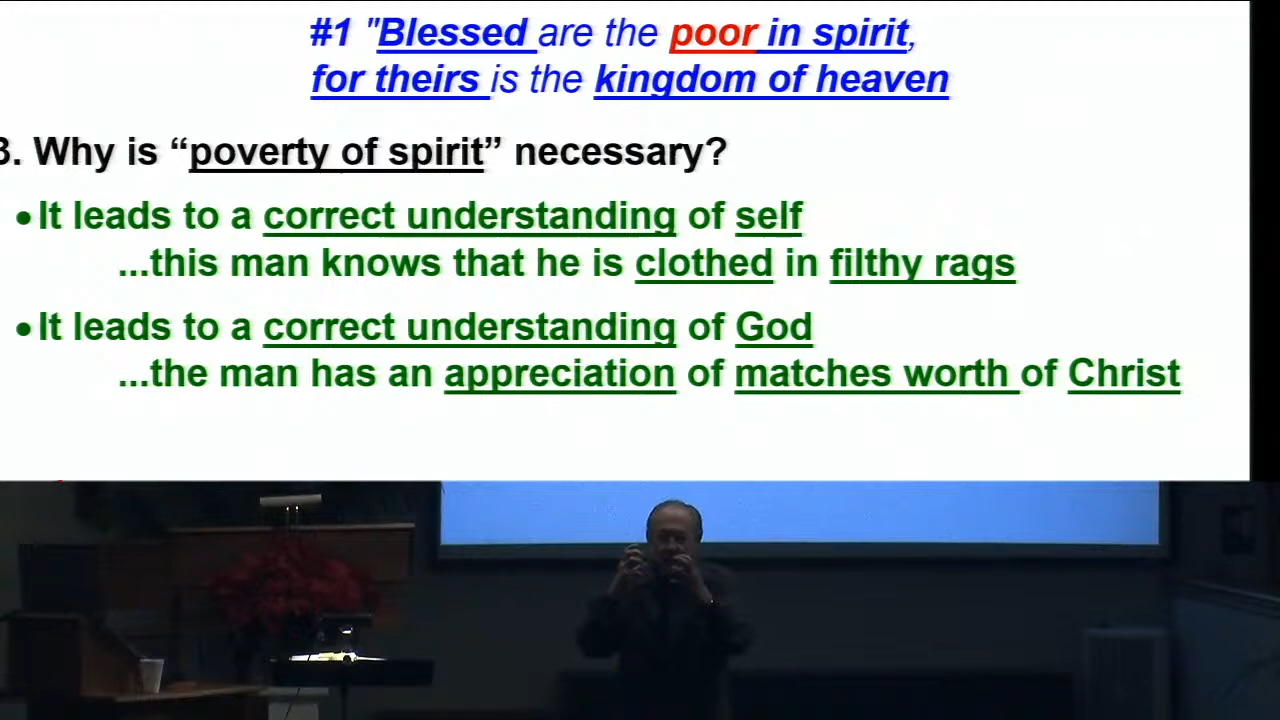 #1 "Blessed are the poor in spirit,
for theirs is the kingdom of heaven
3. Why is “poverty of spirit” necessary?
•It leads to a correct understanding of self
...this man knows that he is clothed in filthy rags
•It leads to a correct understanding of God
...the man has an appreciation of matches worth of Christ